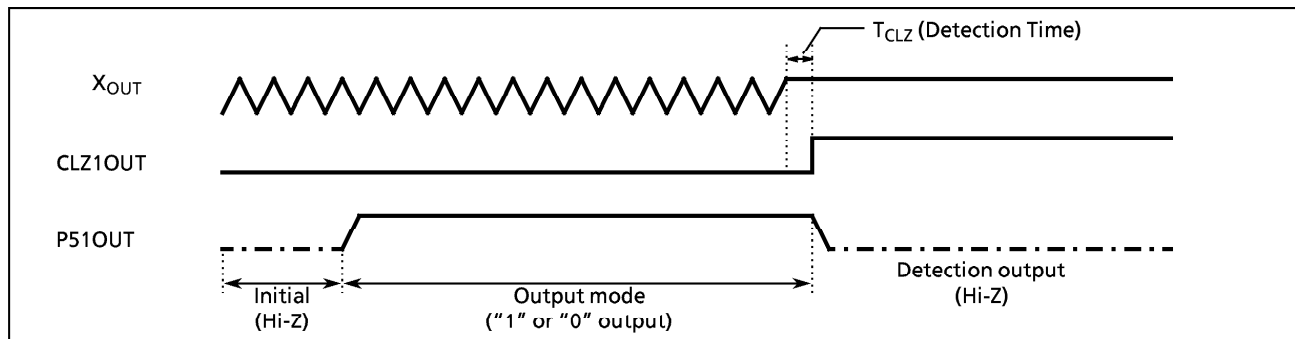 T_CLZ (Detection Time)
X_OUT
CLZ1OUT
P51OUT
Initial
(Hi-Z)
Output mode
("1" or "0" output)
Detection output
(Hi-Z)